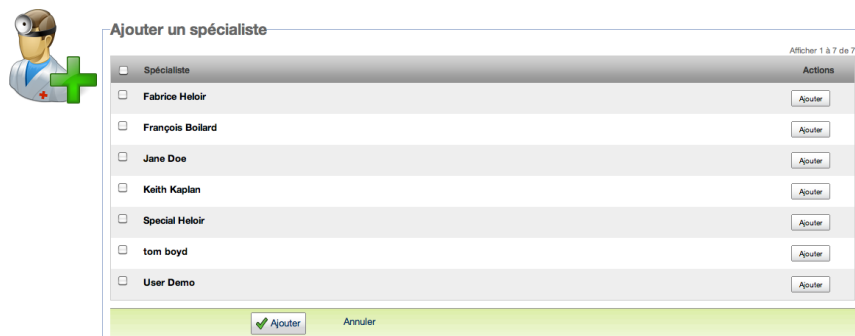 Ajouter un spécialiste
Afficher 1 à 7 de 7
Spécialiste Actions
Fabrice Heloir Ajouter
François Boilard Ajouter
Jane Doe Ajouter
Keith Kaplan Ajouter
Special Heloir Ajouter
tom boyd Ajouter
User Demo Ajouter
Ajouter Annuler